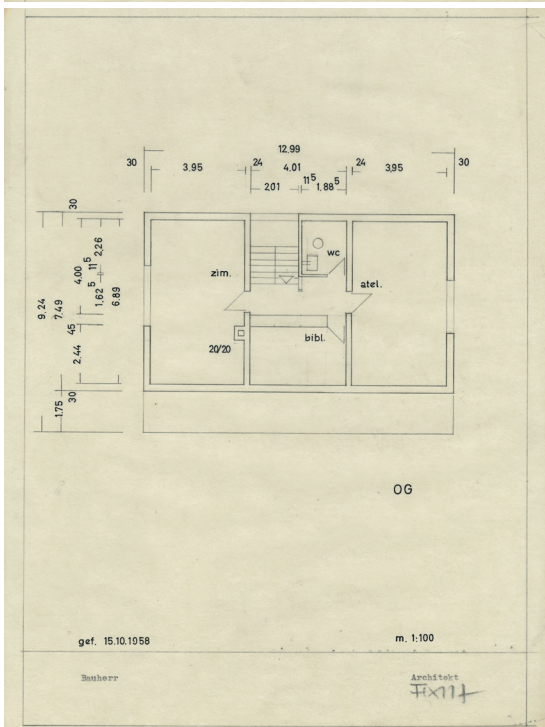 12.99
30 3,95 24 4.01 24 3,95 30
2.01 11⁵ 1.88⁵
30
9.24 7.49 4.00 1.62⁵ 11⁵ 2.26 6.89
45
2.44
1.75 30
zim.
wc
atel.
20/20
bibl.
OG
gef. 15.10.1958
m. 1:100
Bauherr
Architekt